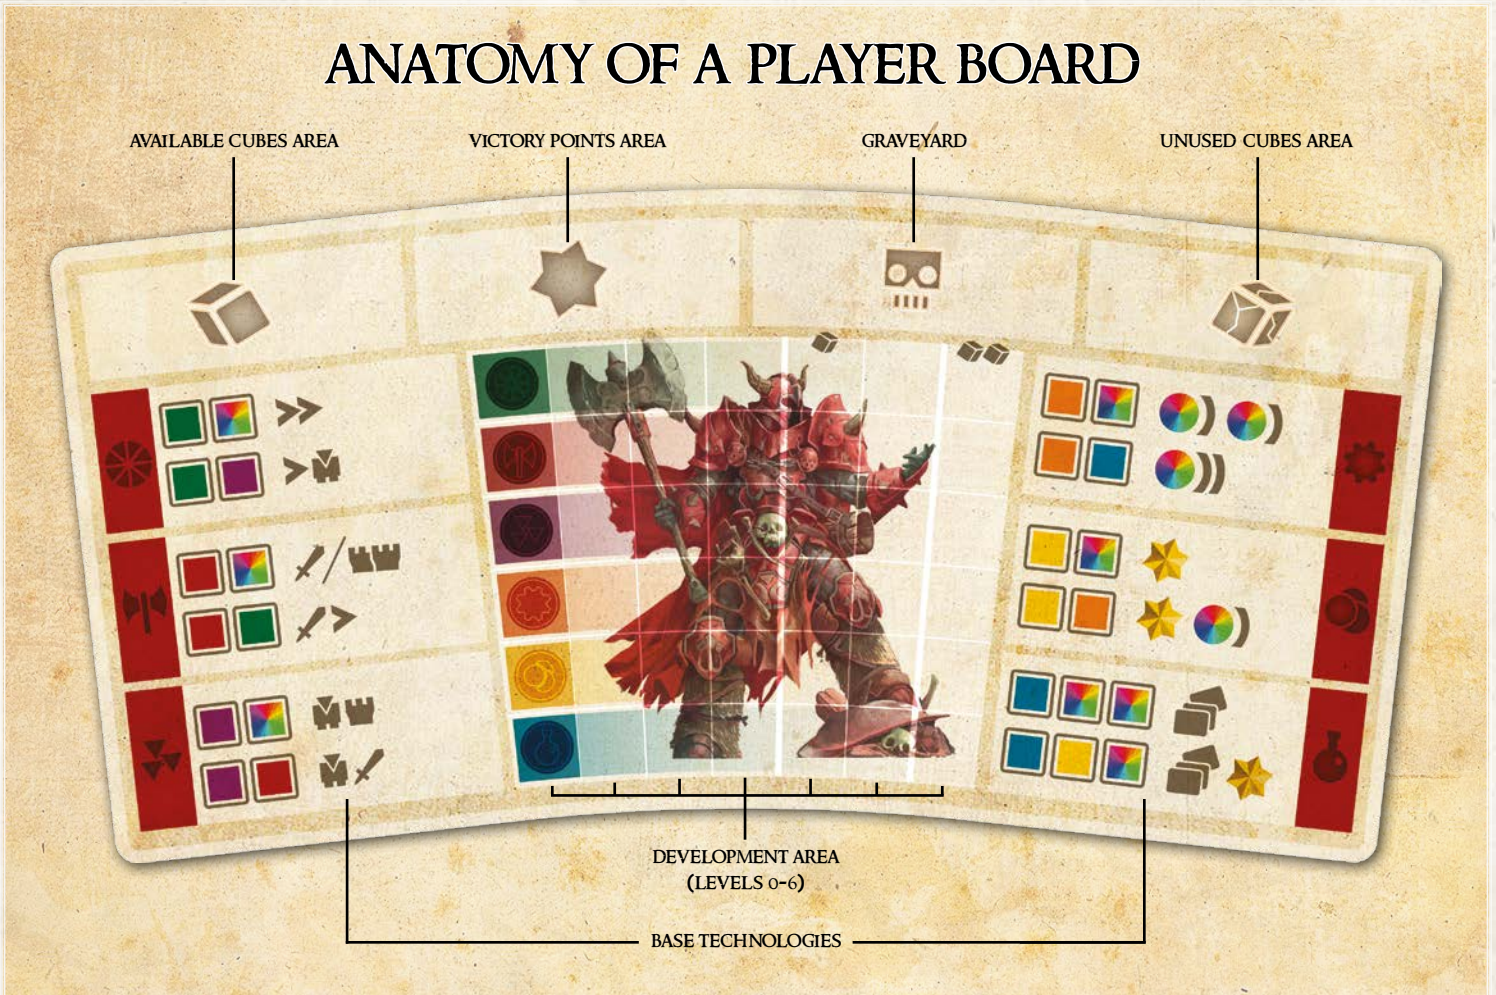 ANATOMY OF A PLAYER BOARD
AVAILABLE CUBES AREA
VICTORY POINTS AREA
GRAVEYARD
UNUSED CUBES AREA
DEVELOPMENT AREA
(LEVELS 0-6)
BASE TECHNOLOGIES